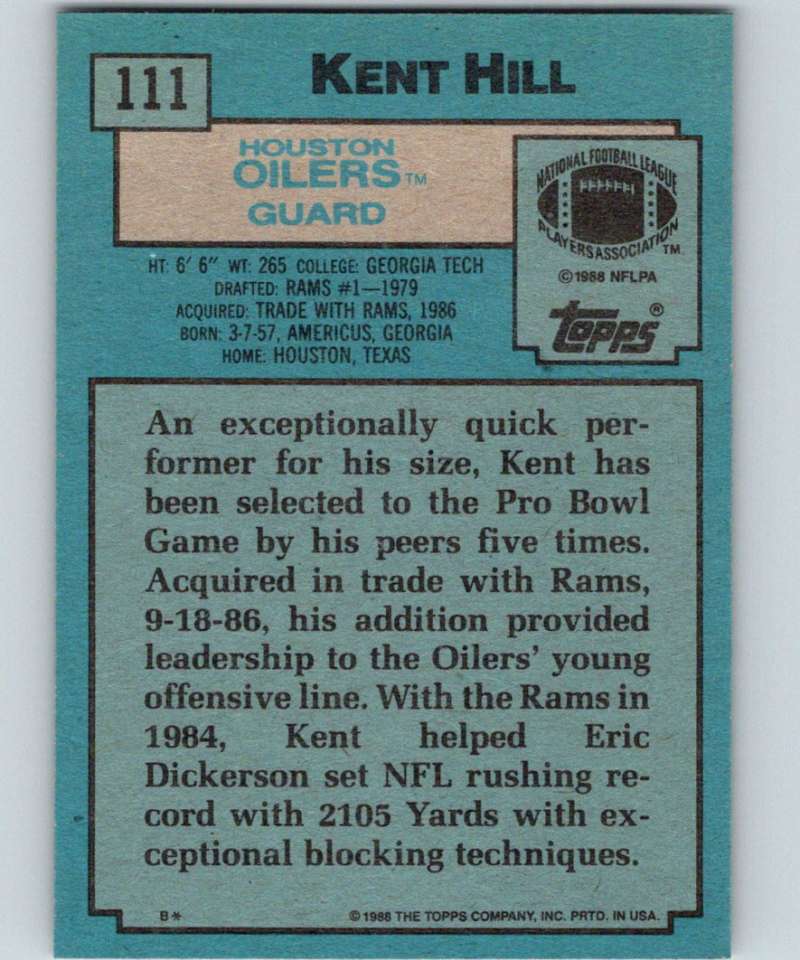 111
KENT HILL
HOUSTON
OILERS™
GUARD
NATIONAL FOOTBALL LEAGUE
PLAYERS ASSOCIATION™
©1988 NFLPA
topps®
HT: 6' 6" WT: 265 COLLEGE: GEORGIA TECH
DRAFTED: RAMS #1—1979
ACQUIRED: TRADE WITH RAMS, 1986
BORN: 3-7-57, AMERICUS, GEORGIA
HOME: HOUSTON, TEXAS
An exceptionally quick per-
former for his size, Kent has
been selected to the Pro Bowl
Game by his peers five times.
Acquired in trade with Rams,
9-18-86, his addition provided
leadership to the Oilers' young
offensive line. With the Rams in
1984, Kent helped Eric
Dickerson set NFL rushing re-
cord with 2105 Yards with ex-
ceptional blocking techniques.
B* ©1988 THE TOPPS COMPANY, INC. PRTD. IN USA.